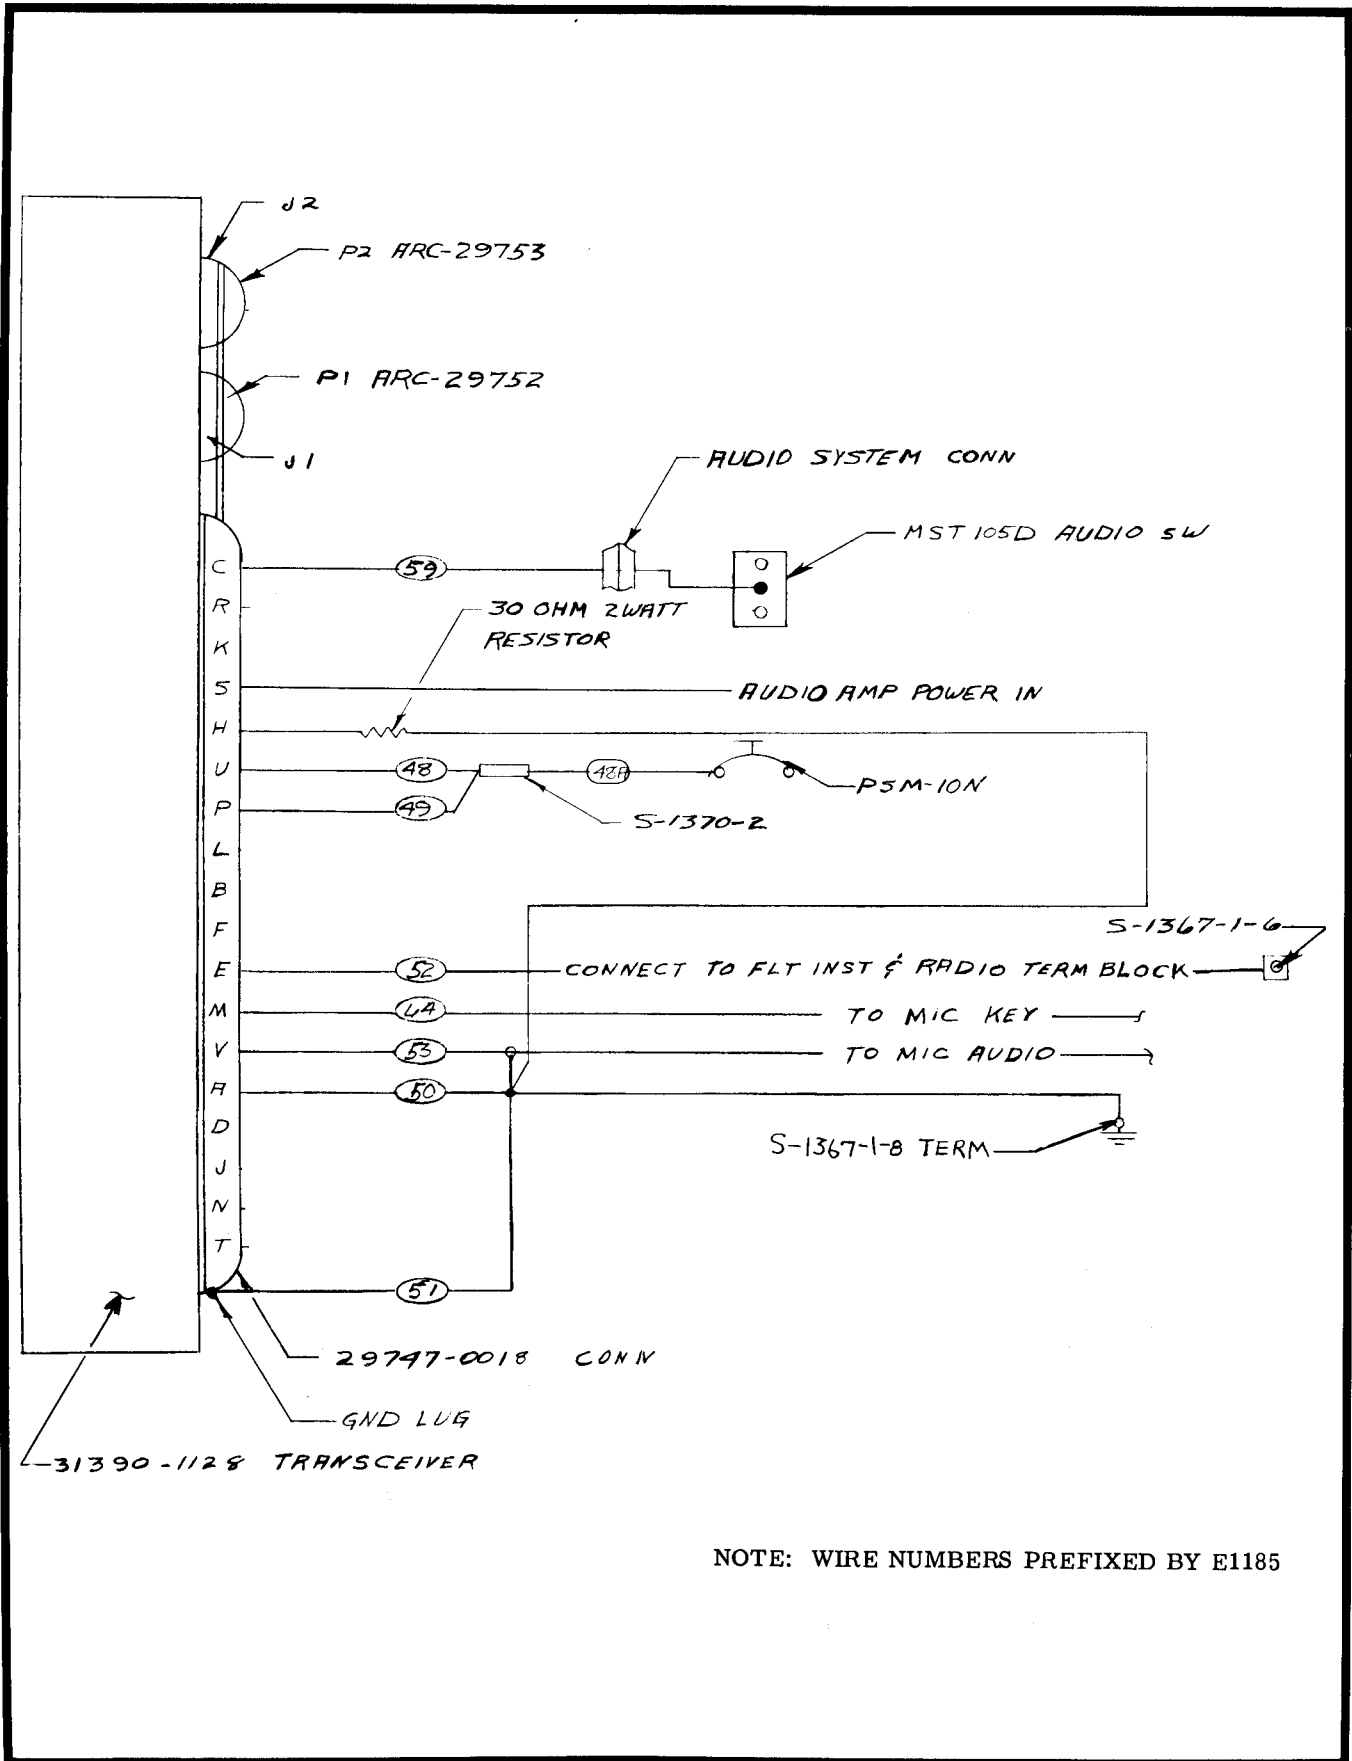 J2
P2 ARC-29753
P1 ARC-29752
J1
AUDIO SYSTEM CONN
MST 105D AUDIO SW
C
59
R
30 OHM 2WATT
RESISTOR
K
S
AUDIO AMP POWER IN
H
U
48
48A
PSM-10N
P
49
S-1370-2
L
B
F
S-1367-1-6
E
52
CONNECT TO FLT INST & RADIO TERM BLOCK
M
64
TO MIC KEY
V
53
TO MIC AUDIO
A
50
D
S-1367-1-8 TERM
J
N
T
51
29747-0018 CONN
GND LUG
31390-1128 TRANSCEIVER
NOTE: WIRE NUMBERS PREFIXED BY E1185